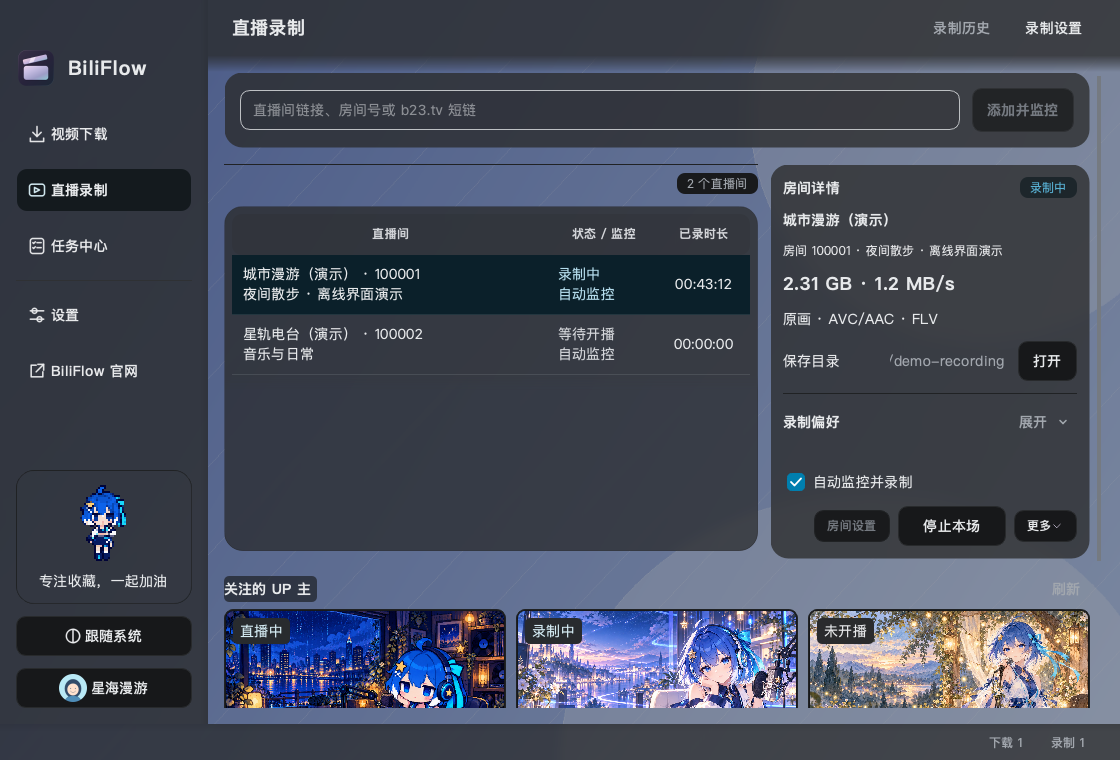 BiliFlow
视频下载
直播录制
任务中心
设置
BiliFlow 官网
专注收藏，一起加油
跟随系统
星海漫游
直播录制
录制历史
录制设置
直播间链接、房间号或 b23.tv 短链
添加并监控
2 个直播间
直播间 状态 / 监控 已录时长
城市漫游（演示） · 100001
夜间散步 · 离线界面演示
录制中
自动监控
00:43:12
星轨电台（演示） · 100002
音乐与日常
等待开播
自动监控
00:00:00
房间详情
录制中
城市漫游（演示）
房间 100001 · 夜间散步 · 离线界面演示
2.31 GB · 1.2 MB/s
原画 · AVC/AAC · FLV
保存目录 /demo-recording 打开
录制偏好 展开
自动监控并录制
房间设置 停止本场 更多
关注的 UP 主
刷新
直播中
录制中
未开播
下载 1 录制 1